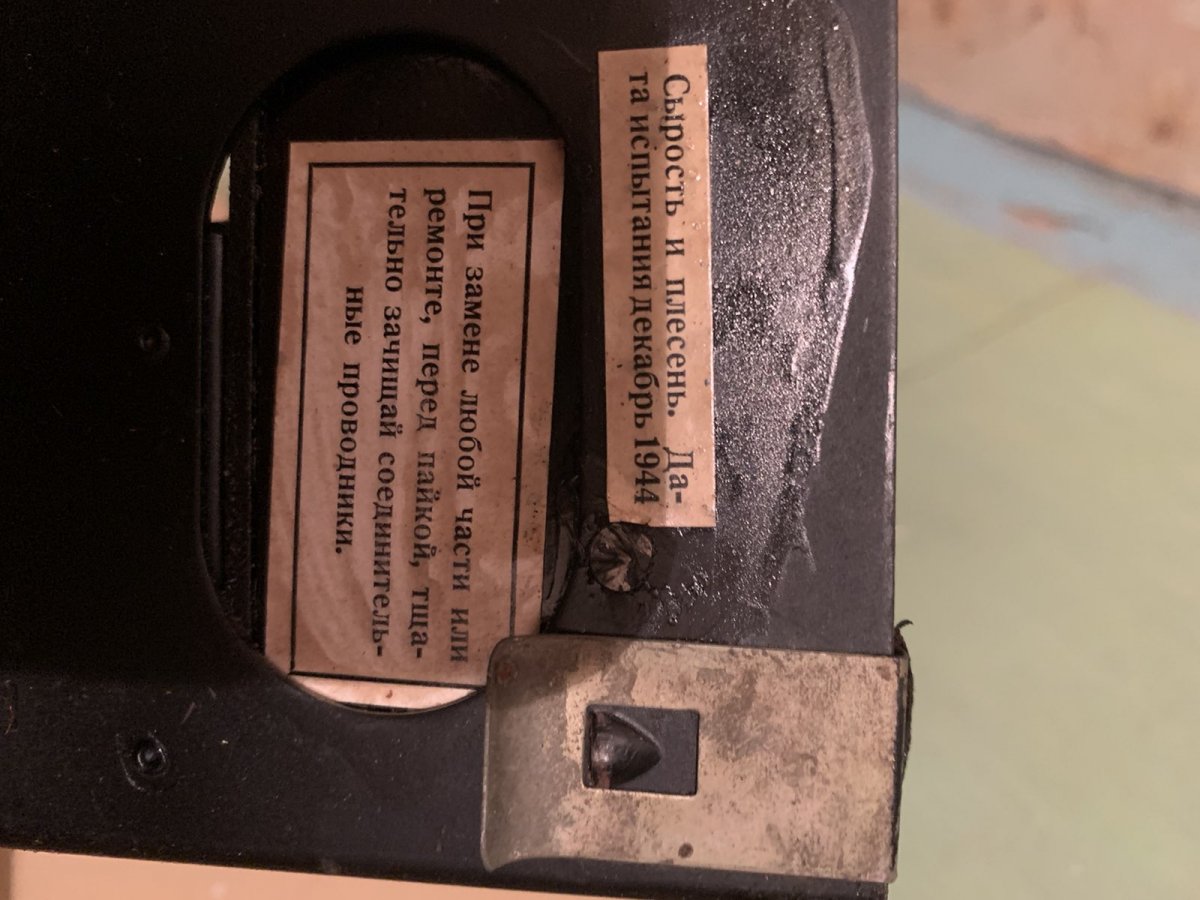 Сырость и плесень. Да-
та испытания декабрь 1944
При замене любой части или
ремонте, перед пайкой, тща-
тельно зачищай соединитель-
ные проводники.